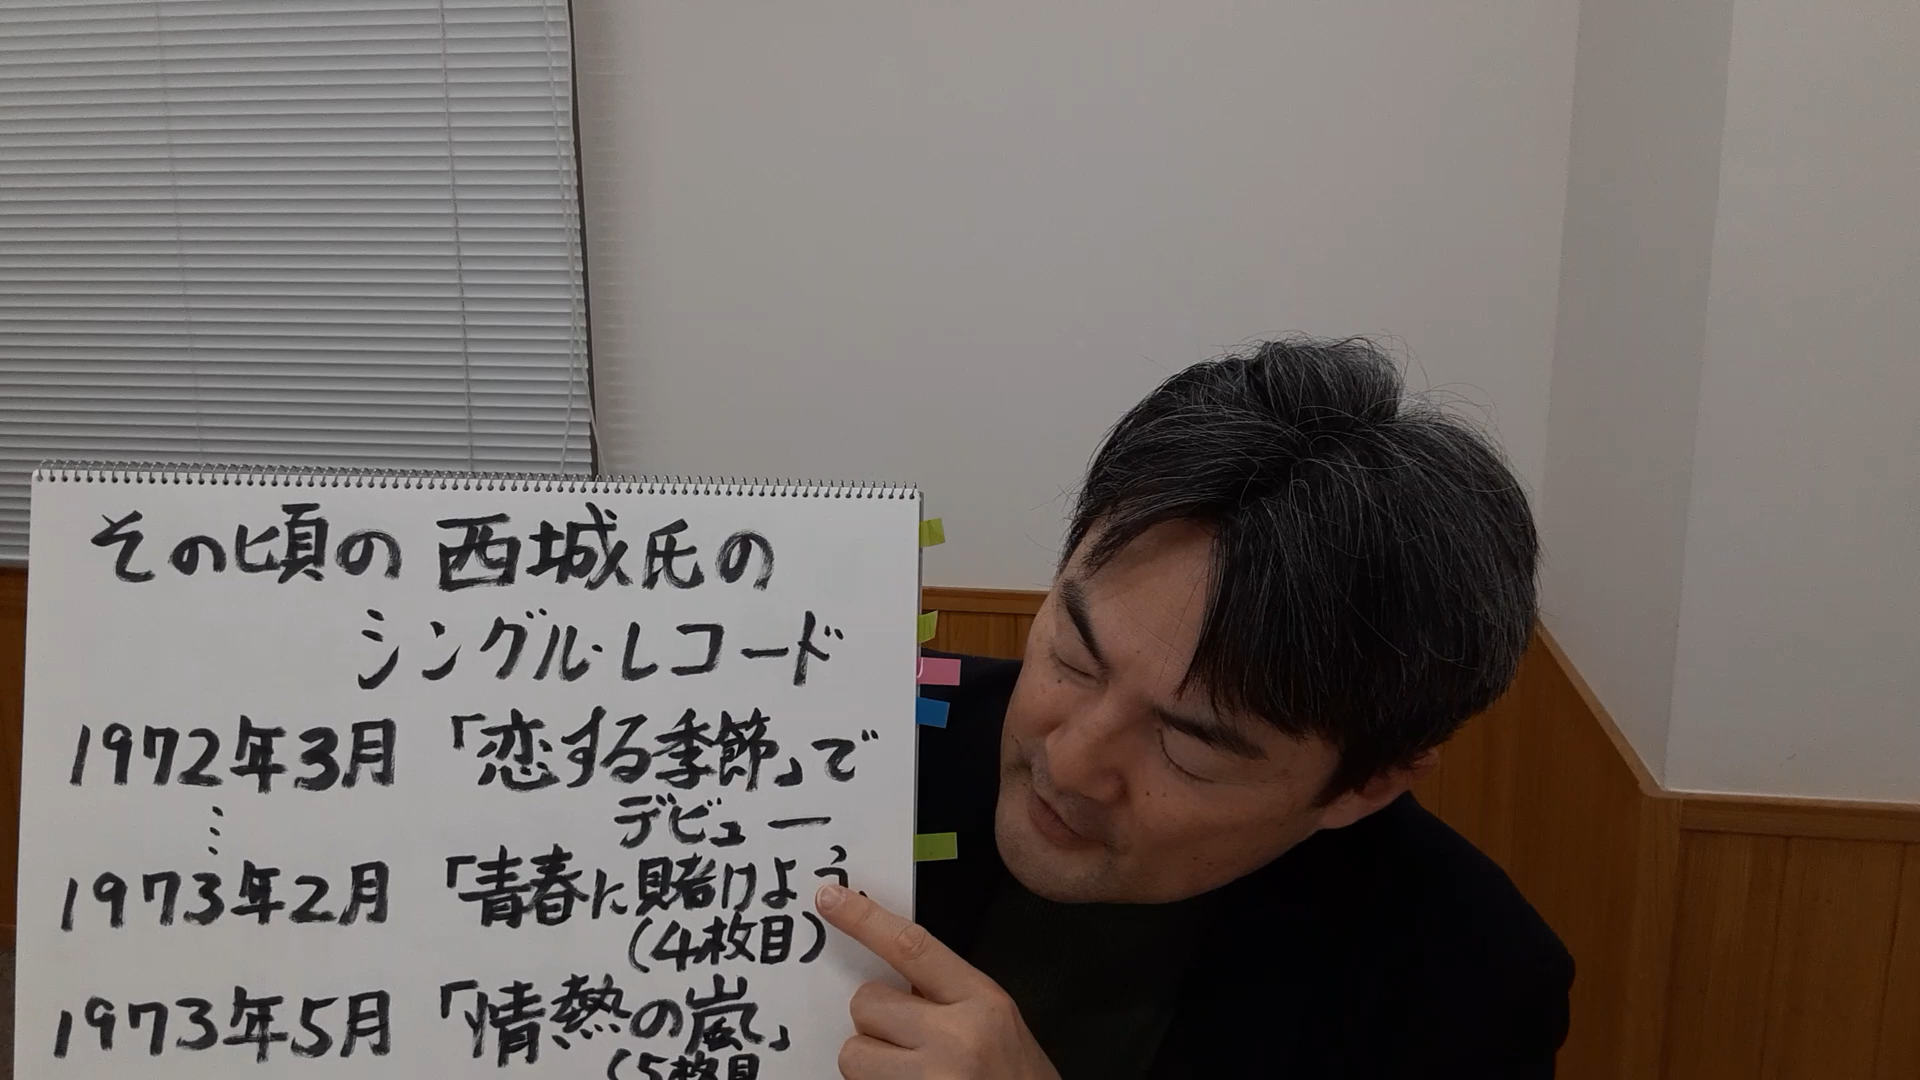 その頃の西城氏の
シングル・レコード
1972年3月「恋する季節」で
デビュー
1973年2月「青春に賭けよう」
(4枚目)
1973年5月「情熱の嵐」
(5枚目